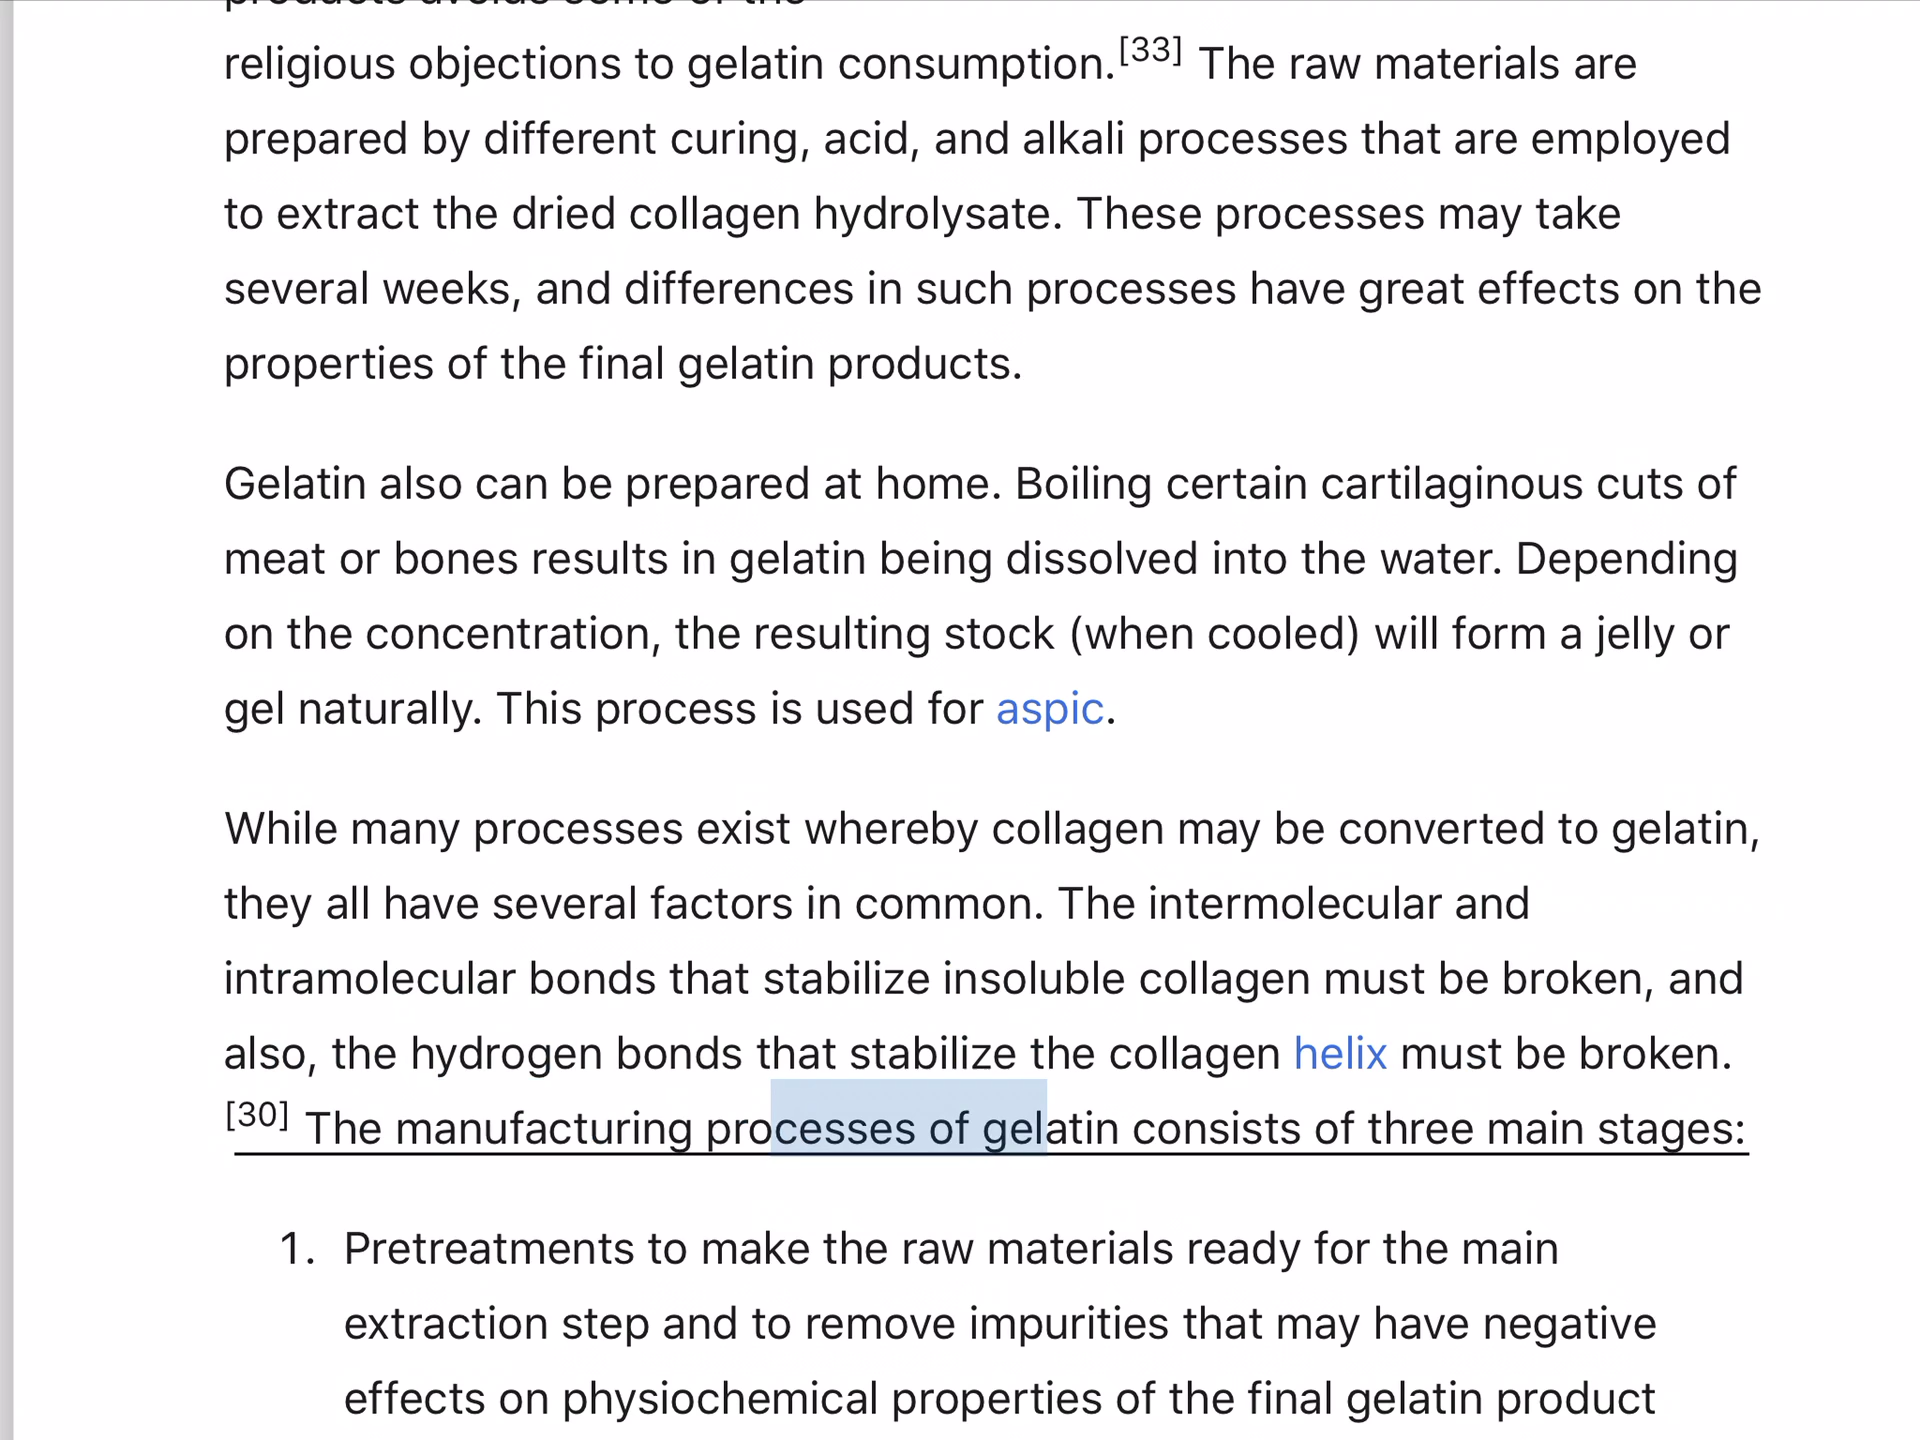 religious objections to gelatin consumption.[33] The raw materials are
prepared by different curing, acid, and alkali processes that are employed
to extract the dried collagen hydrolysate. These processes may take
several weeks, and differences in such processes have great effects on the
properties of the final gelatin products.
Gelatin also can be prepared at home. Boiling certain cartilaginous cuts of
meat or bones results in gelatin being dissolved into the water. Depending
on the concentration, the resulting stock (when cooled) will form a jelly or
gel naturally. This process is used for aspic.
While many processes exist whereby collagen may be converted to gelatin,
they all have several factors in common. The intermolecular and
intramolecular bonds that stabilize insoluble collagen must be broken, and
also, the hydrogen bonds that stabilize the collagen helix must be broken.
[30] The manufacturing processes of gelatin consists of three main stages:
1. Pretreatments to make the raw materials ready for the main
extraction step and to remove impurities that may have negative
effects on physiochemical properties of the final gelatin product